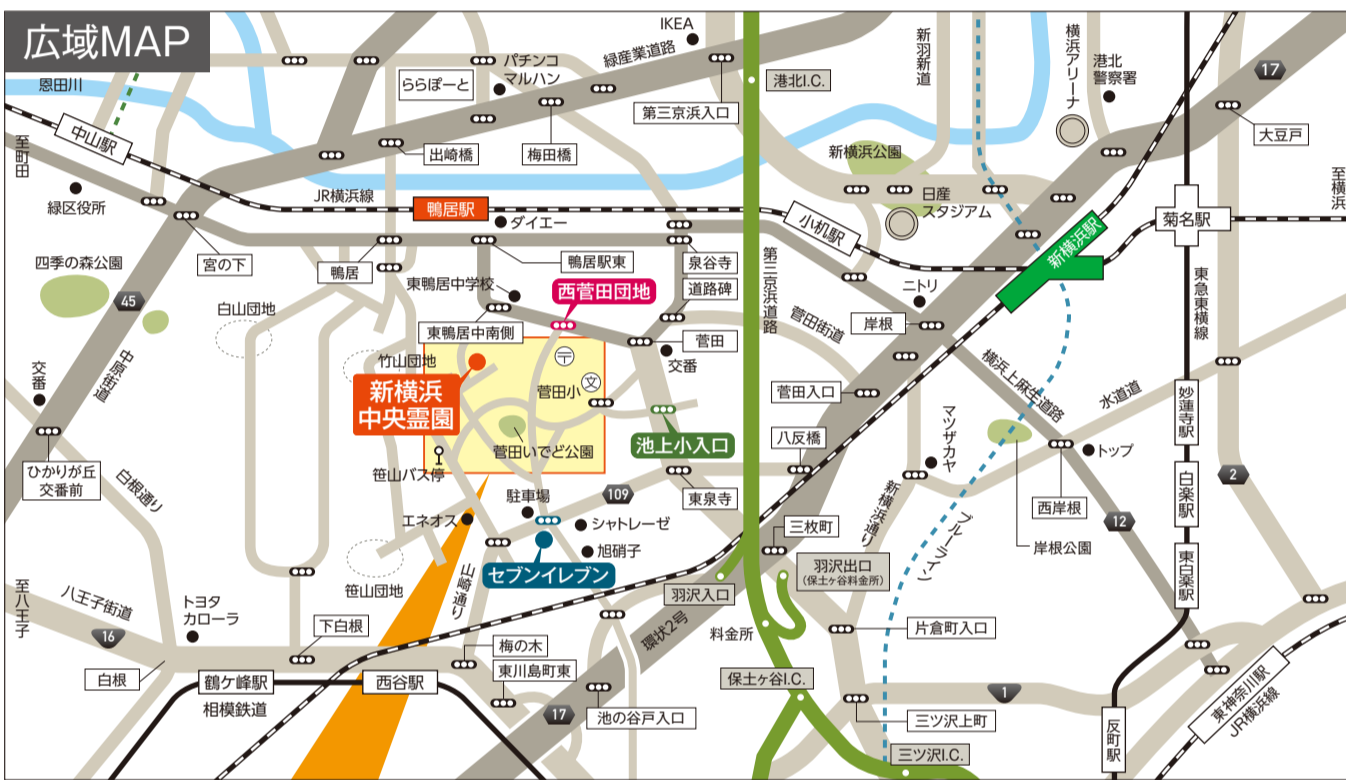 広域MAP
IKEA
緑産業道路
パチンコ
マルハン
ららぽーと
恩田川
港北I.C.
新羽新道
横浜アリーナ
港北
警察署
17
大豆戸
第三京浜入口
中山駅
至町田
出崎橋
梅田橋
新横浜公園
日産
スタジアム
至横浜
緑区役所
JR横浜線
鴨居駅
ダイエー
小机駅
新横浜駅
菊名駅
宮の下
鴨居
鴨居駅東
泉谷寺
第三京浜道路
四季の森公園
45
東鴨居中学校
西菅田団地
道路碑
ニトリ
東急東横線
白山団地
東鴨居中南側
菅田
菅田街道
岸根
中原街道
竹山団地
〒
交番
横浜上麻生道路
水道道
交番
新横浜
中央霊園
菅田小
文
菅田入口
妙蓮寺駅
池上小入口
八反橋
マツザカヤ
トップ
ひかりが丘
交番前
白根通り
笹山バス停
菅田いでど公園
東泉寺
新横浜通り
西岸根
白楽駅
2
エネオス
駐車場
109
シャトレーゼ
三枚町
ブルーライン
岸根公園
12
旭硝子
セブンイレブン
羽沢出口
(保土ヶ谷料金所)
東白楽駅
笹山団地
山崎通り
羽沢入口
至八王子
八王子街道
16
トヨタ
カローラ
下白根
環状2号
料金所
片倉町入口
白根
鶴ケ峰駅
相模鉄道
西谷駅
梅の木
東川島町東
保土ヶ谷I.C.
1
17
池の谷戸入口
三ツ沢上町
三ツ沢I.C.
反町駅
東神奈川駅
JR横浜線